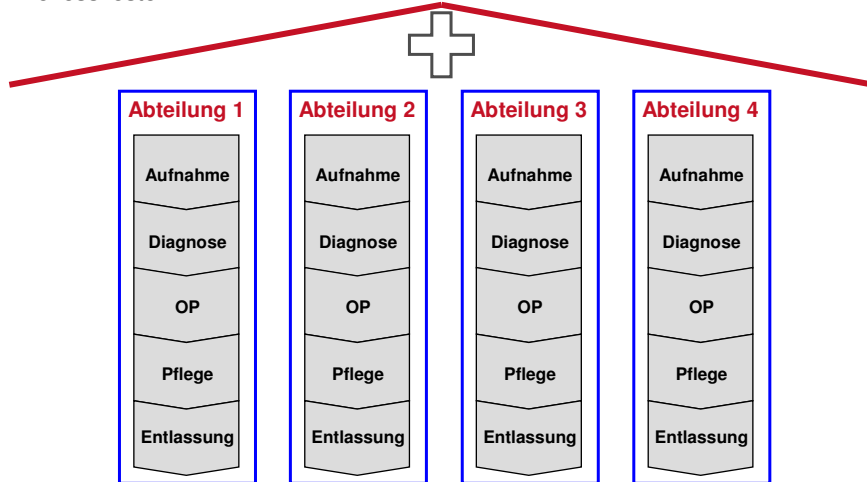 Abteilung 1 Abteilung 2 Abteilung 3 Abteilung 4
Aufnahme Aufnahme Aufnahme Aufnahme
Diagnose Diagnose Diagnose Diagnose
OP OP OP OP
Pflege Pflege Pflege Pflege
Entlassung Entlassung Entlassung Entlassung